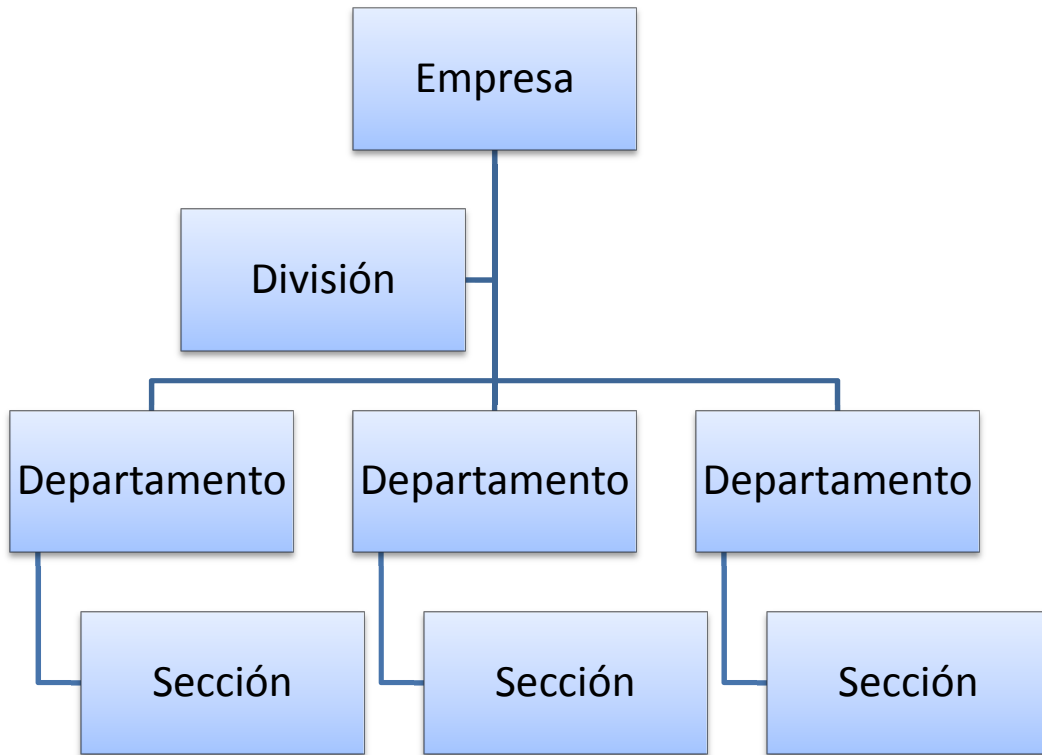 Empresa
División
Departamento
Departamento
Departamento
Sección
Sección
Sección